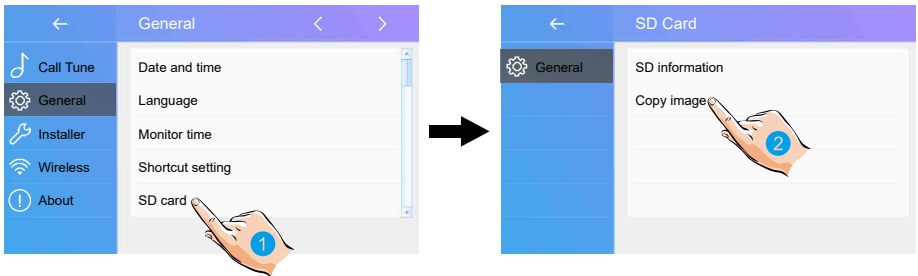 General
Call Tune
General
Installer
Wireless
About
Date and time
Language
Monitor time
Shortcut setting
SD card
1
SD Card
General
SD information
Copy image
2